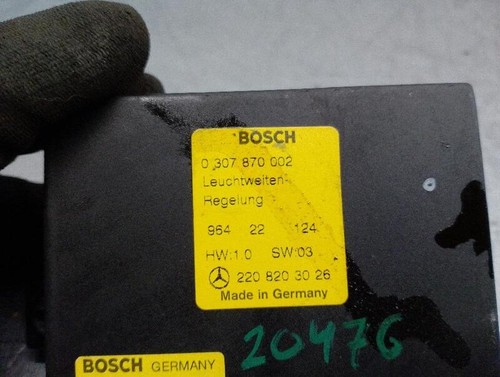 BOSCH
0 307 870 002
Leuchtweiten-
Regelung
964 22 124
HW:1.0 SW:03
220 820 30 26
Made in Germany
20476
BOSCH GERMANY